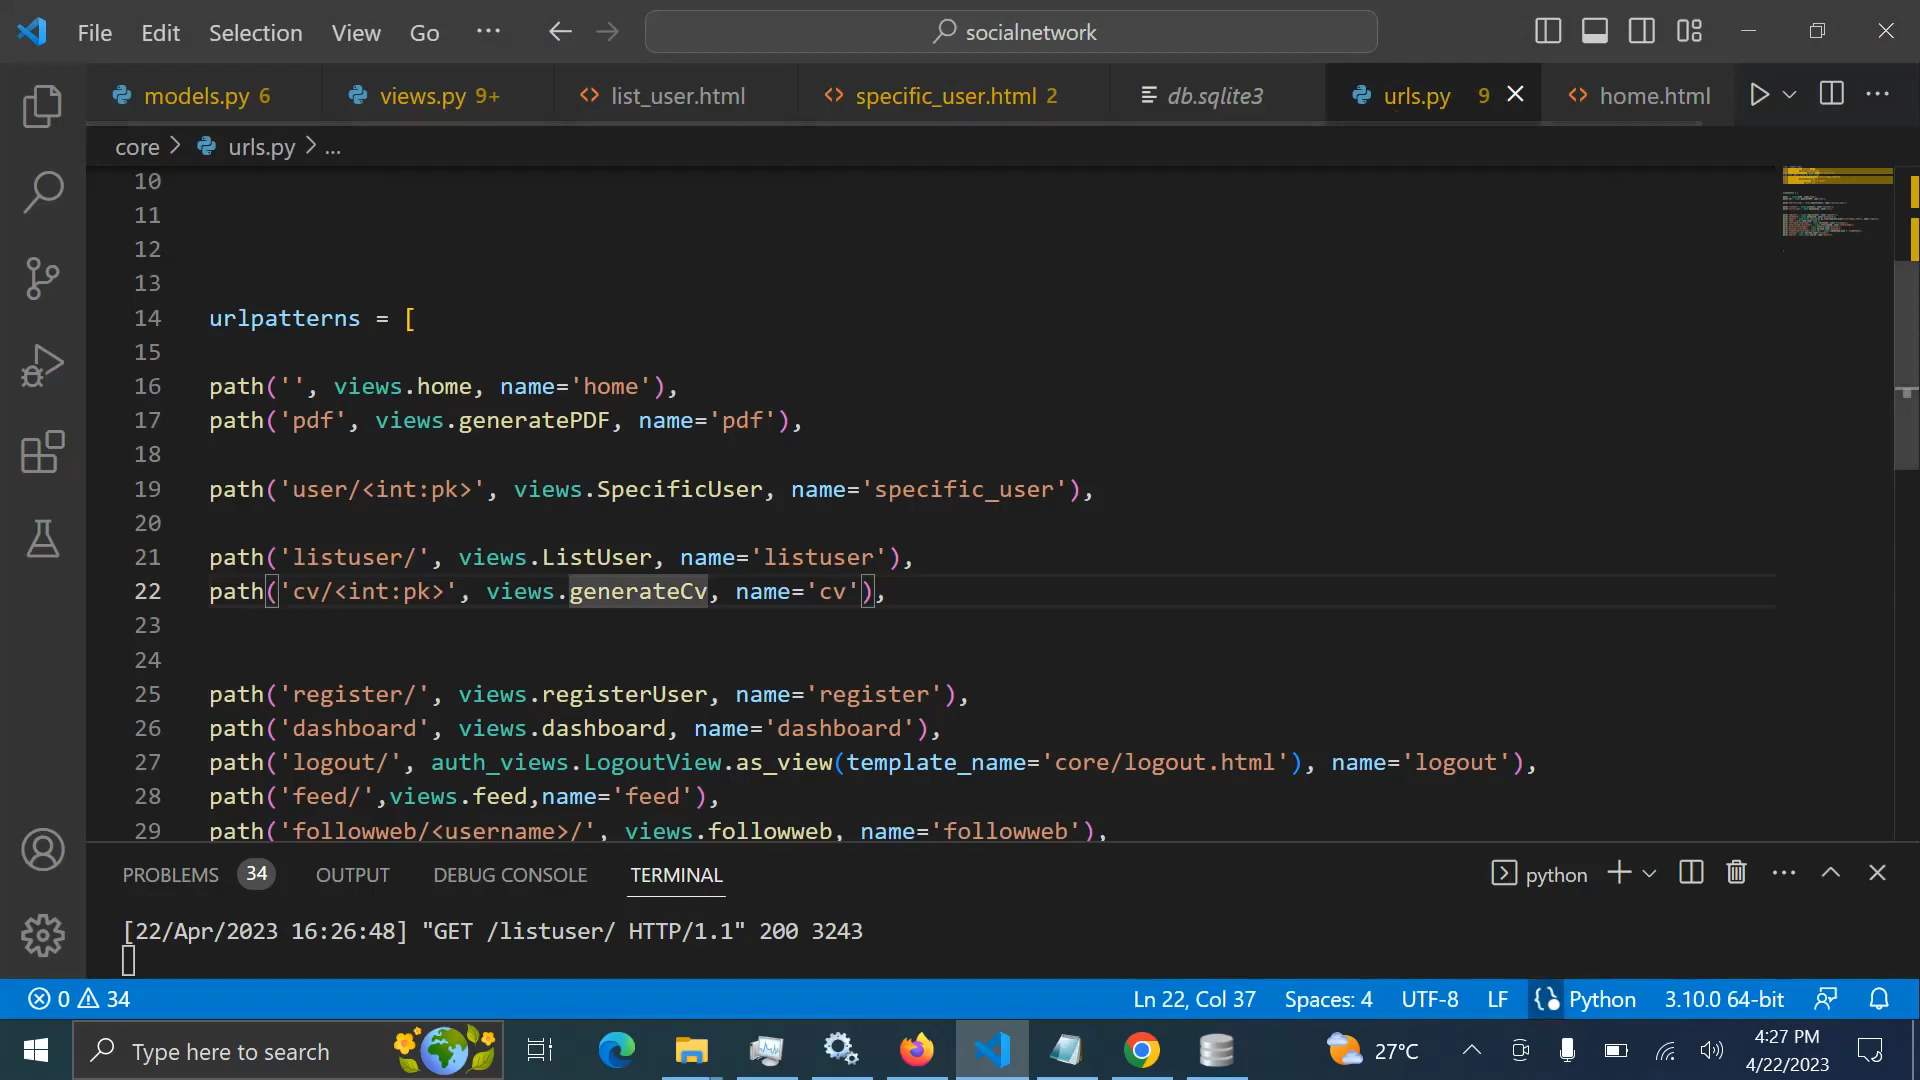 File Edit Selection View Go ··· socialnetwork
models.py 6 views.py 9+ list_user.html specific_user.html 2 db.sqlite3 urls.py 9 home.html
core > urls.py > ...
10
11
12
13
14 urlpatterns = [
15
16 path('', views.home, name='home'),
17 path('pdf', views.generatePDF, name='pdf'),
18
19 path('user/<int:pk>', views.SpecificUser, name='specific_user'),
20
21 path('listuser/', views.ListUser, name='listuser'),
22 path('cv/<int:pk>', views.generateCv, name='cv'),
23
24
25 path('register/', views.registerUser, name='register'),
26 path('dashboard', views.dashboard, name='dashboard'),
27 path('logout/', auth_views.LogoutView.as_view(template_name='core/logout.html'), name='logout'),
28 path('feed/',views.feed,name='feed'),
29 path('followweb/<username>/', views.followweb, name='followweb'),
PROBLEMS 34 OUTPUT DEBUG CONSOLE TERMINAL python
[22/Apr/2023 16:26:48] "GET /listuser/ HTTP/1.1" 200 3243
0 34 Ln 22, Col 37 Spaces: 4 UTF-8 LF Python 3.10.0 64-bit
Type here to search 27°C 4:27 PM
4/22/2023